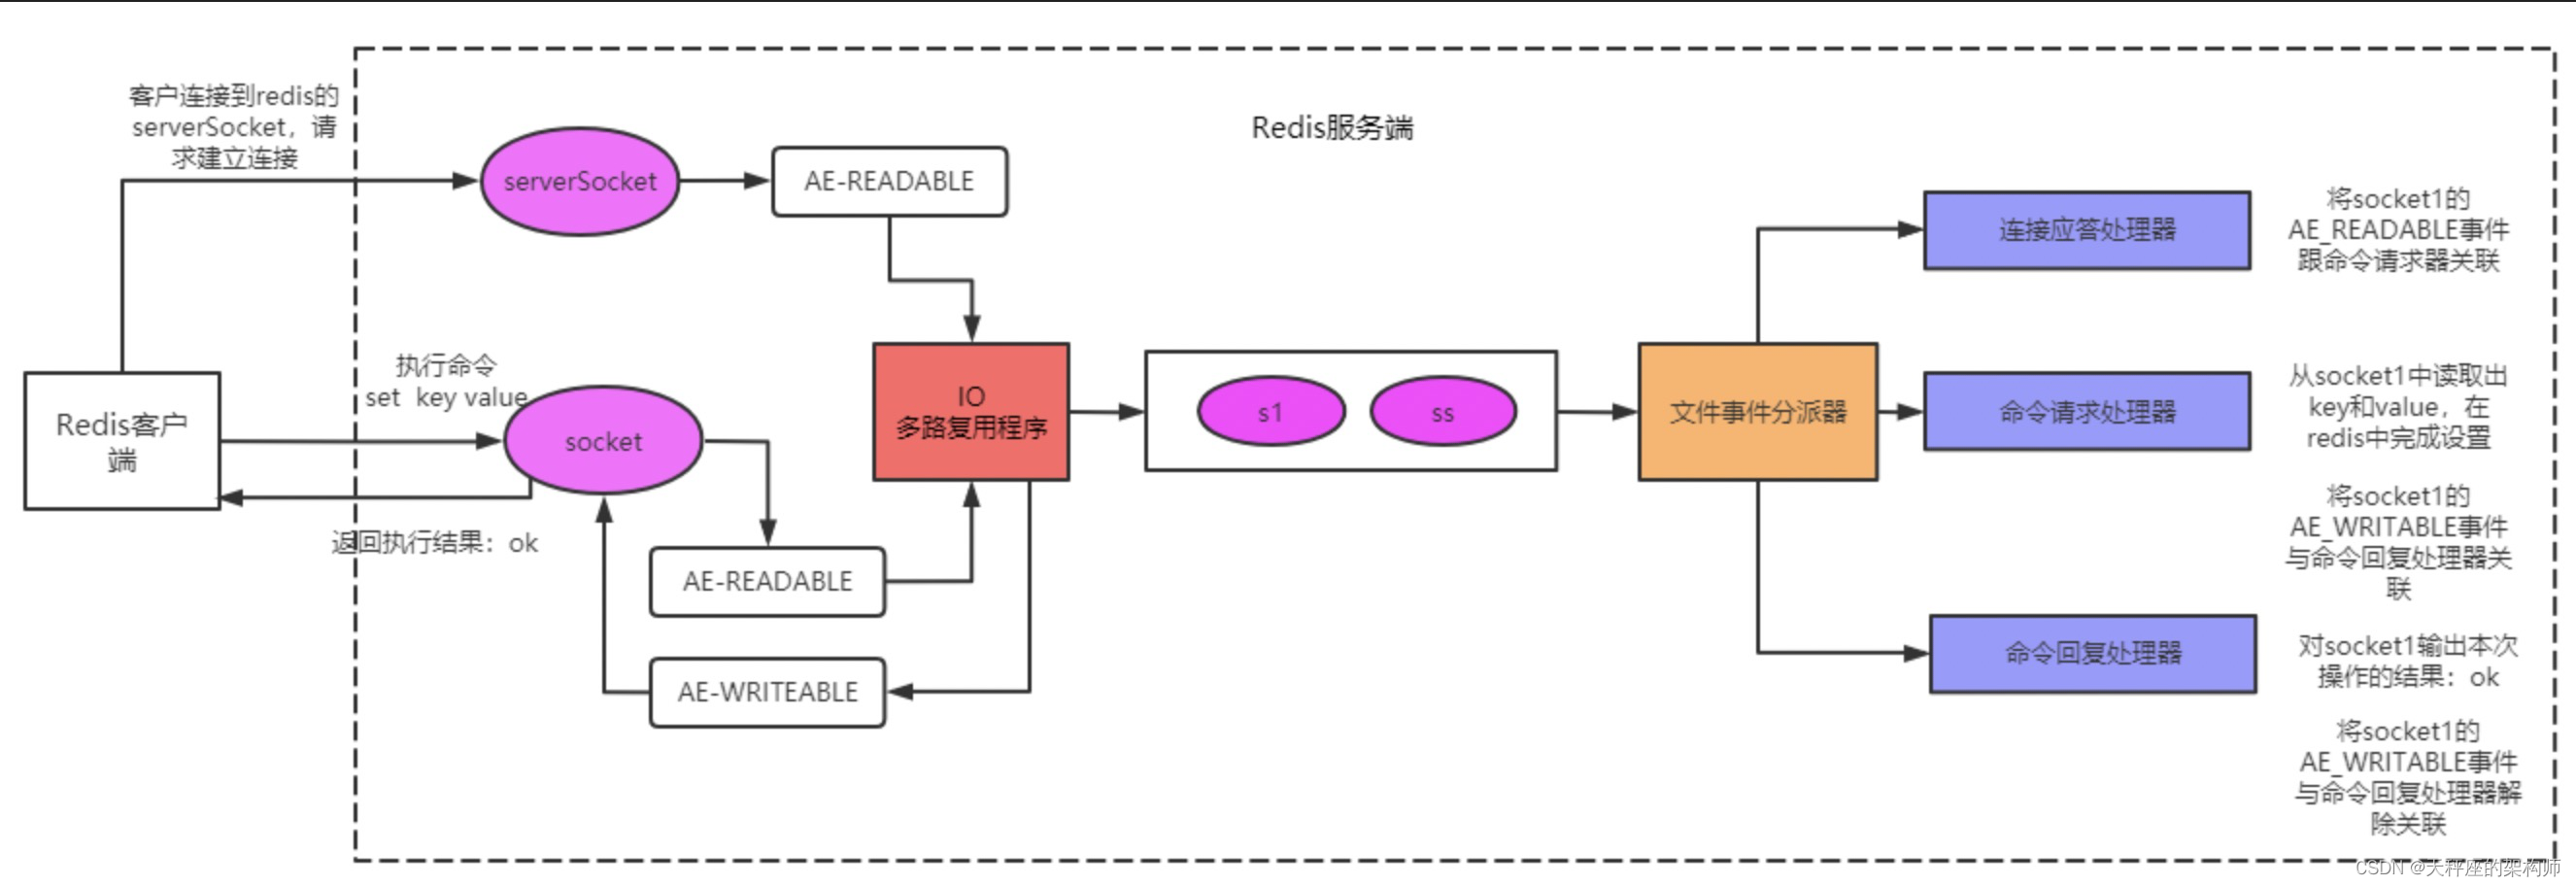 客户连接到redis的
serverSocket，请
求建立连接
Redis服务端
serverSocket
AE-READABLE
连接应答处理器
将socket1的
AE_READABLE事件
跟命令请求器关联
执行命令
set key value
Redis客户
端
socket
IO
多路复用程序
s1
ss
文件事件分派器
命令请求处理器
从socket1中读取出
key和value，在
redis中完成设置
将socket1的
AE_WRITABLE事件
与命令回复处理器关
联
返回执行结果：ok
AE-READABLE
AE-WRITEABLE
命令回复处理器
对socket1输出本次
操作的结果：ok
将socket1的
AE_WRITABLE事件
与命令回复处理器解
除关联
CSDN @天秤座的架构师